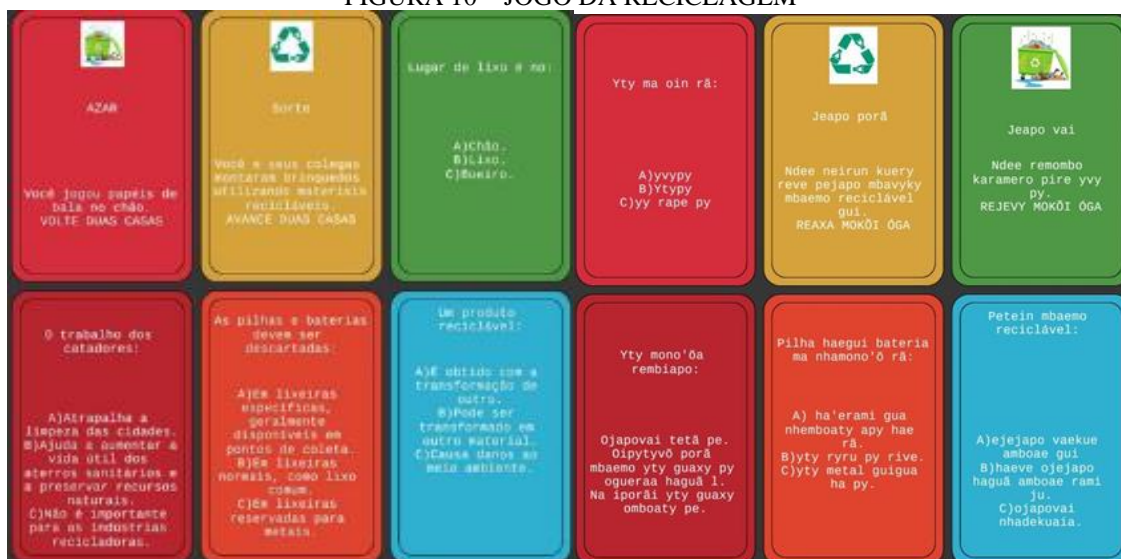 FIGURA 10 – JOGO DA RECICLAGEM
AZAR
Você jogou papéis de
bala no chão.
VOLTE DUAS CASAS
Sorte
Você e seus colegas
montaram brinquedos
utilizando materiais
recicláveis.
AVANCE DUAS CASAS
Lugar de lixo é no:
A)Chão.
B)Lixo.
C)Bueiro.
Yty ma oin rã:
A)yvypy
B)Ytypy
C)yy rape py
Jeapo porã
Ndee neirun kuery
reve pejapo mbavyky
mbaemo reciclável
gui.
REAXA MOKÕI ÓGA
Jeapo vai
Ndee remombo
karamero pire yvy
py.
REJEVY MOKÕI ÓGA
O trabalho dos
catadores:
A)Atrapalha a
limpeza das cidades.
B)Ajuda a aumentar a
vida útil dos
aterros sanitários e
a preservar recursos
naturais.
C)Não é importante
para as indústrias
recicladoras.
As pilhas e baterias
devem ser
descartadas:
A)Em lixeiras
específicas,
geralmente
disponíveis em
pontos de coleta.
B)Em lixeiras
normais, como lixo
comum.
C)Em lixeiras
reservadas para
metais.
Um produto
reciclável:
A)É obtido com a
transformação de
outro.
B)Pode ser
transformado em
outro material.
C)Causa danos ao
meio ambiente.
Yty mono'õa
rembiapo:
Ojapovai tetã pe.
Oipytyvõ porã
mbaemo yty guaxy py
ogueraa haguã l.
Na iporãi yty guaxy
omboaty pe.
Pilha haegui bateria
ma nhamono'õ rã:
A) ha'erami gua
nhemboaty apy hae
rã.
B)yty ryru py rive.
C)yty metal guigua
ha py.
Petein mbaemo
reciclável:
A)ejejapo vaekue
amboae gui
B)haeve ojejapo
haguã amboae rami
ju.
C)ojapovai
nhadekuaia.